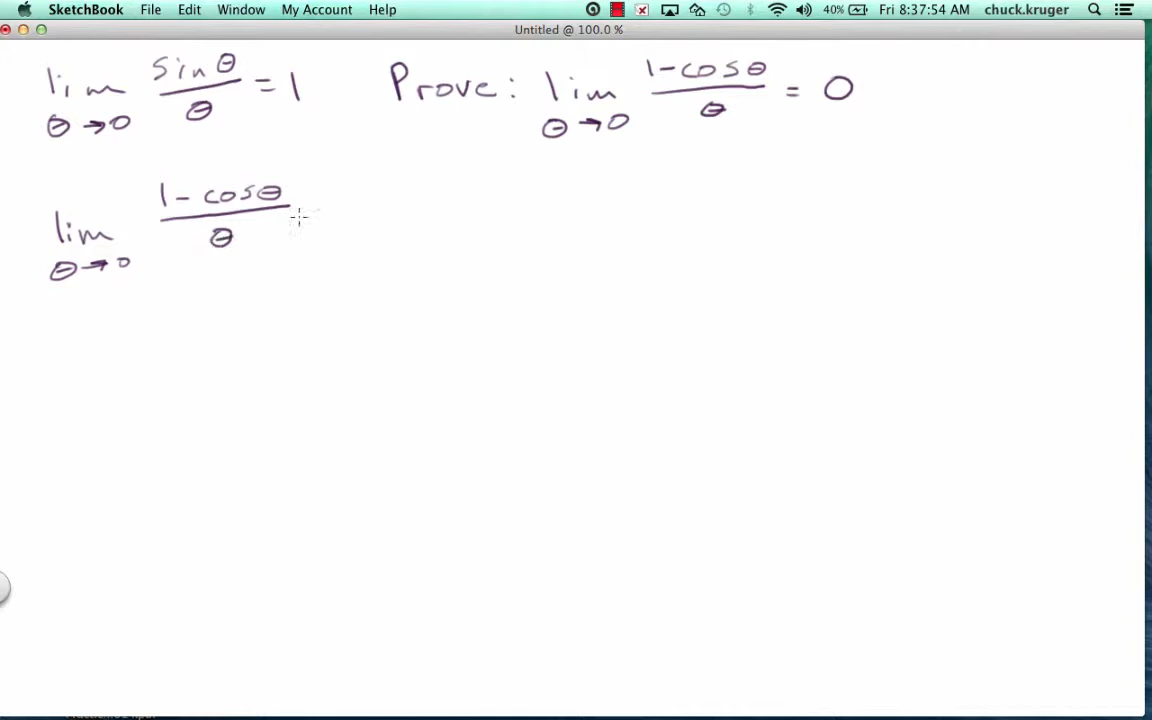 SketchBook File Edit Window My Account Help 40% Fri 8:37:54 AM chuck.kruger
Untitled @ 100.0 %
lim θ→0 sinθ/θ = 1 Prove: lim θ→0 1-cosθ/θ = 0
lim θ→0 1-cosθ/θ